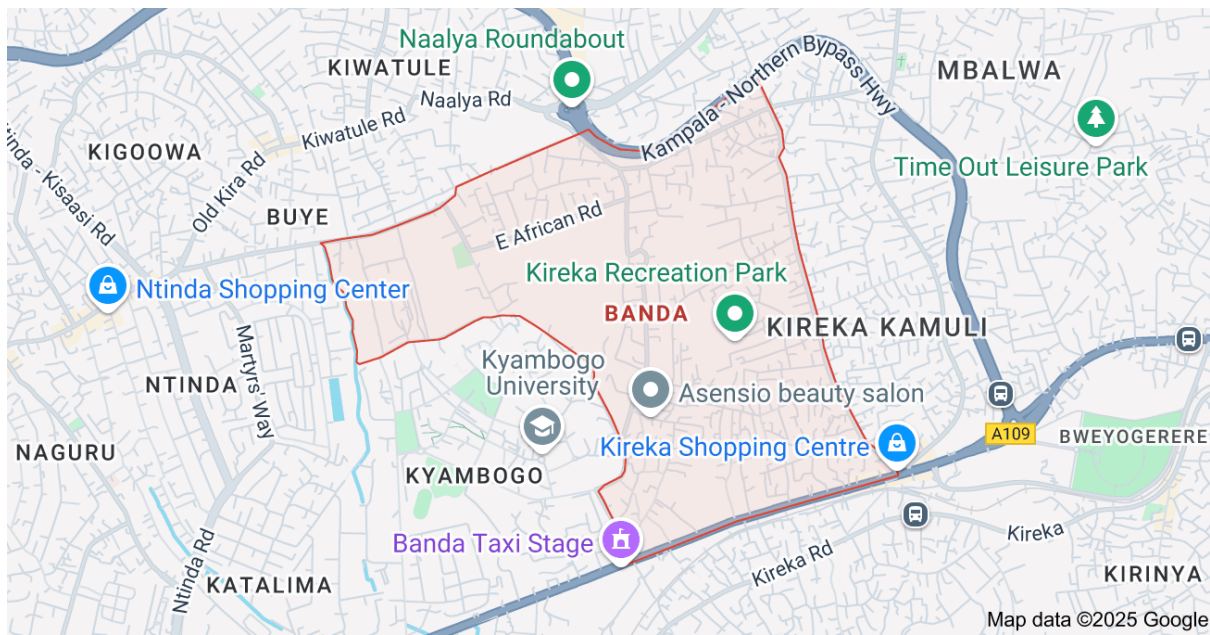 Naalya Roundabout
KIWATULE
Kampala - Northern Bypass Hwy
MBALWA
Naalya Rd
Kiwatule Rd
KIGOOWA
Time Out Leisure Park
Ntinda - Kisaasi Rd
Old Kira Rd
BUYE
E African Rd
Kireka Recreation Park
Ntinda Shopping Center
BANDA
KIREKA KAMULI
Martyrs' Way
Kyambogo
University
NTINDA
Asensio beauty salon
A109
BWEYOGERERE
Kireka Shopping Centre
NAGURU
KYAMBOGO
Banda Taxi Stage
Kireka
Kireka Rd
Ntinda Rd
KATALIMA
KIRINYA
Map data ©2025 Google